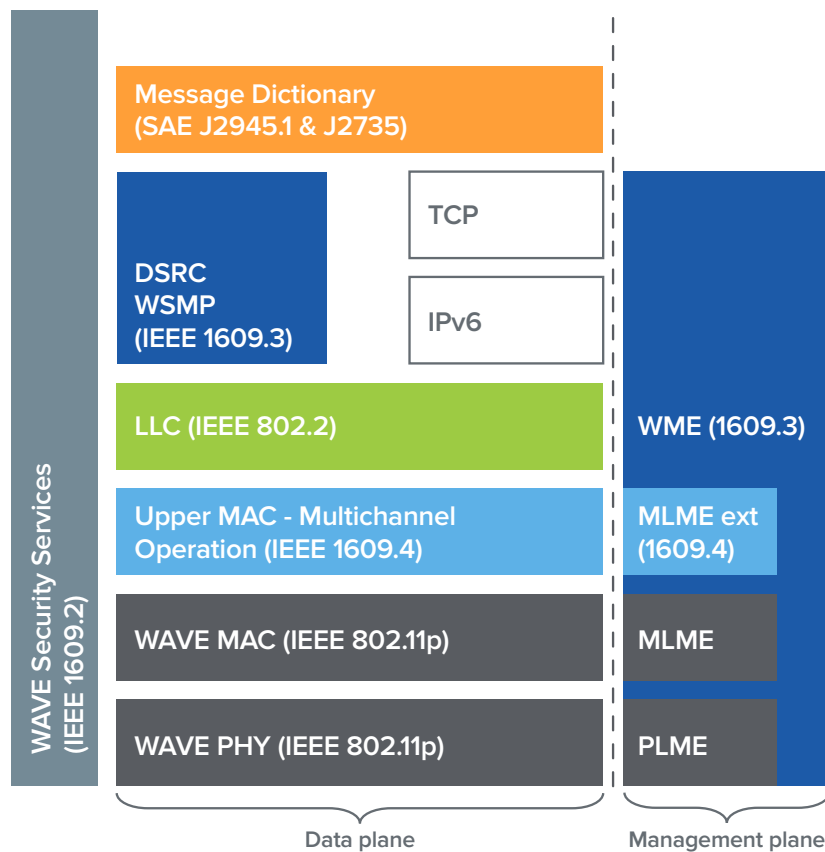 WAVE Security Services
(IEEE 1609.2)
Message Dictionary
(SAE J2945.1 & J2735)
DSRC
WSMP
(IEEE 1609.3)
TCP
IPv6
LLC (IEEE 802.2)
Upper MAC - Multichannel
Operation (IEEE 1609.4)
WAVE MAC (IEEE 802.11p)
WAVE PHY (IEEE 802.11p)
WME (1609.3)
MLME ext
(1609.4)
MLME
PLME
Data plane
Management plane